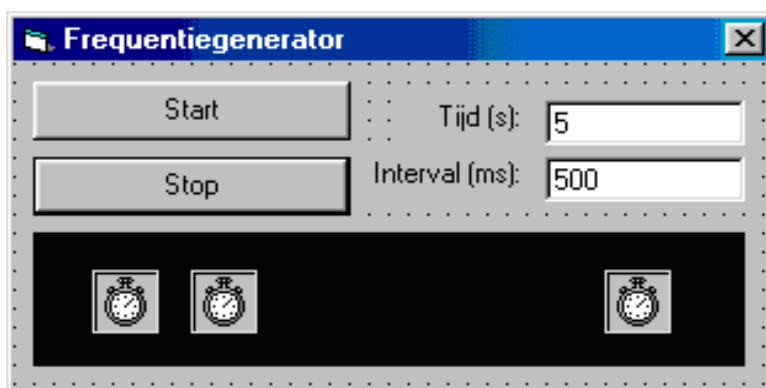 Frequentiegenerator
Start
Tijd (s): 5
Stop
Interval (ms): 500